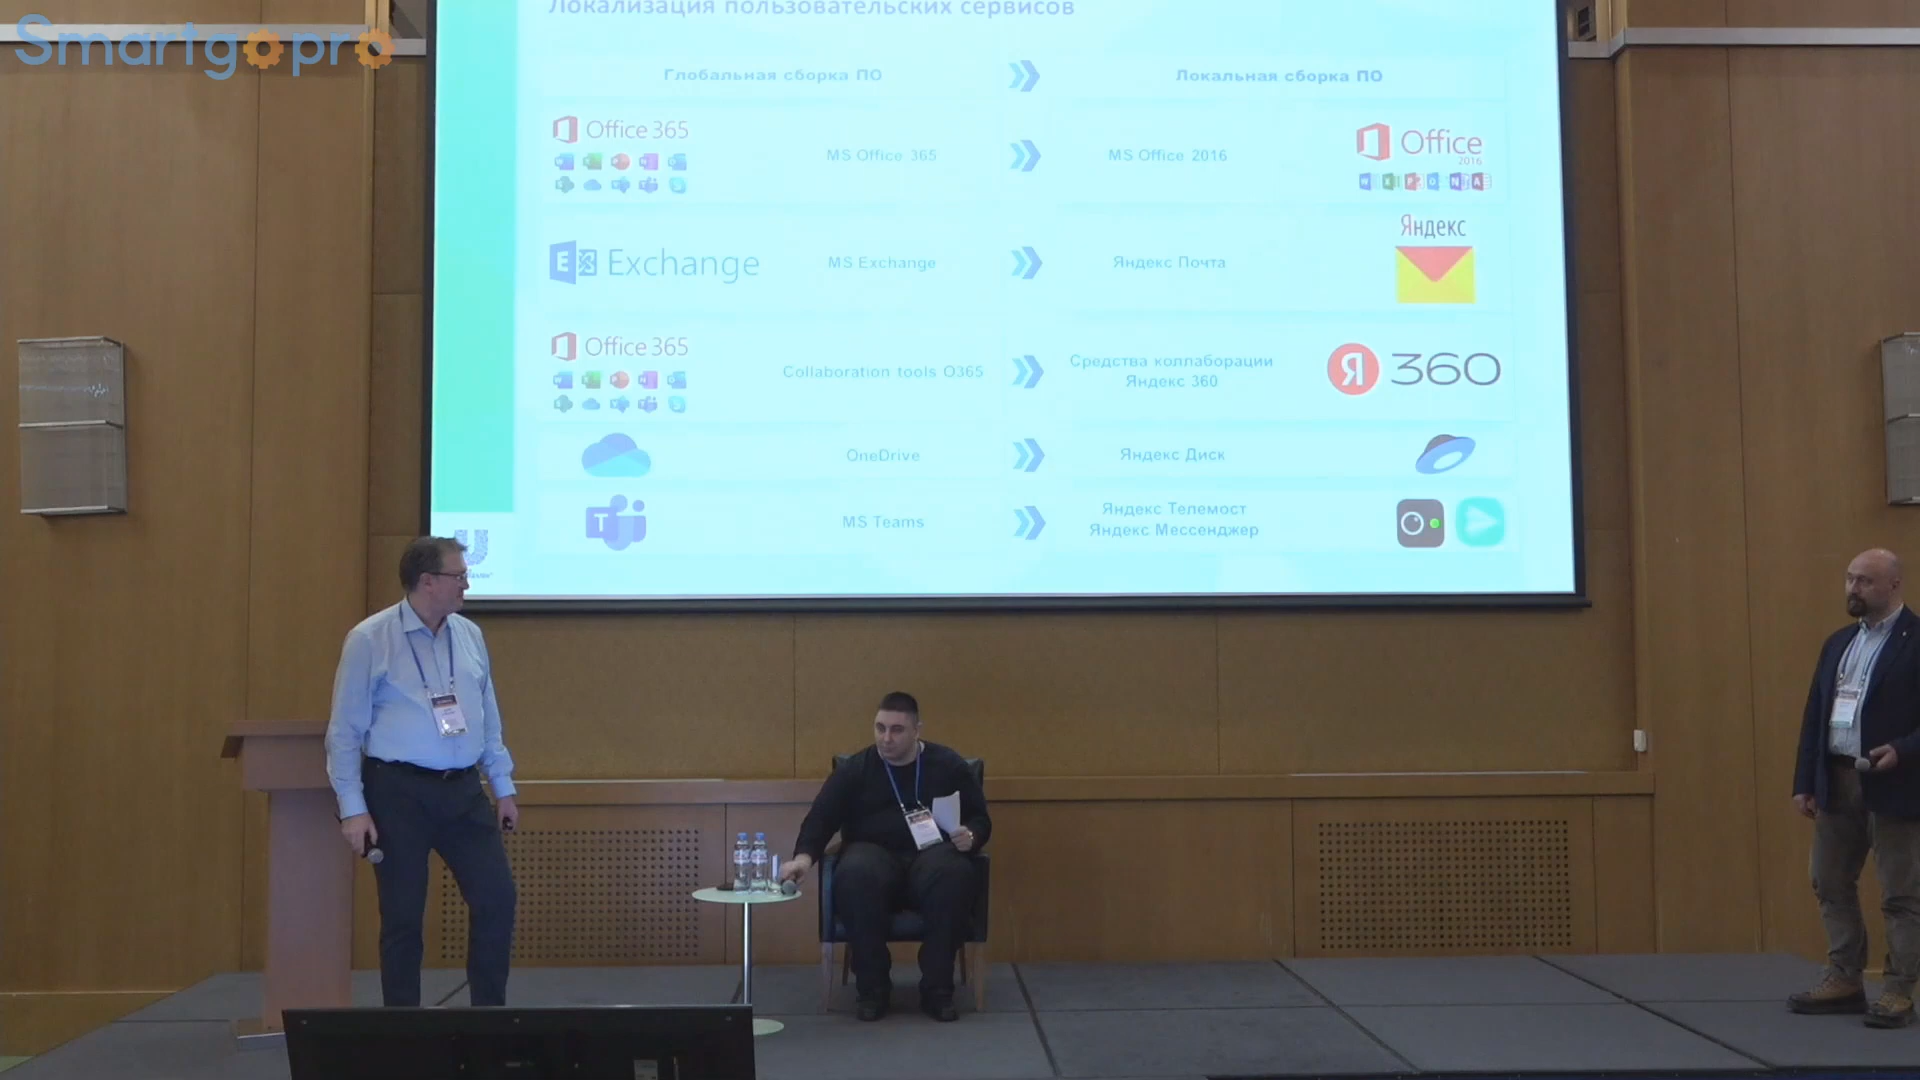 Smartgopro
Локализация пользовательских сервисов
Глобальная сборка ПО
Локальная сборка ПО
Office 365
MS Office 365
MS Office 2016
Office
2016
Exchange
MS Exchange
Яндекс Почта
Яндекс
Office 365
Collaboration tools O365
Средства коллаборации
Яндекс 360
Я 360
OneDrive
Яндекс Диск
MS Teams
Яндекс Телемост
Яндекс Мессенджер